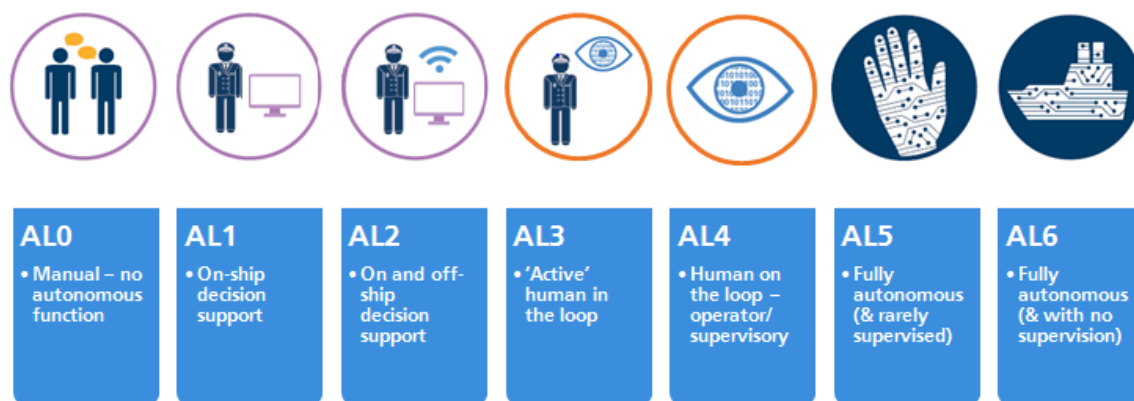 AL0
• Manual – no
autonomous
function
AL1
• On-ship
decision
support
AL2
• On and off-
ship
decision
support
AL3
• ‘Active’
human in
the loop
AL4
• Human on
the loop –
operator/
supervisory
AL5
• Fully
autonomous
(& rarely
supervised)
AL6
• Fully
autonomous
(& with no
supervision)